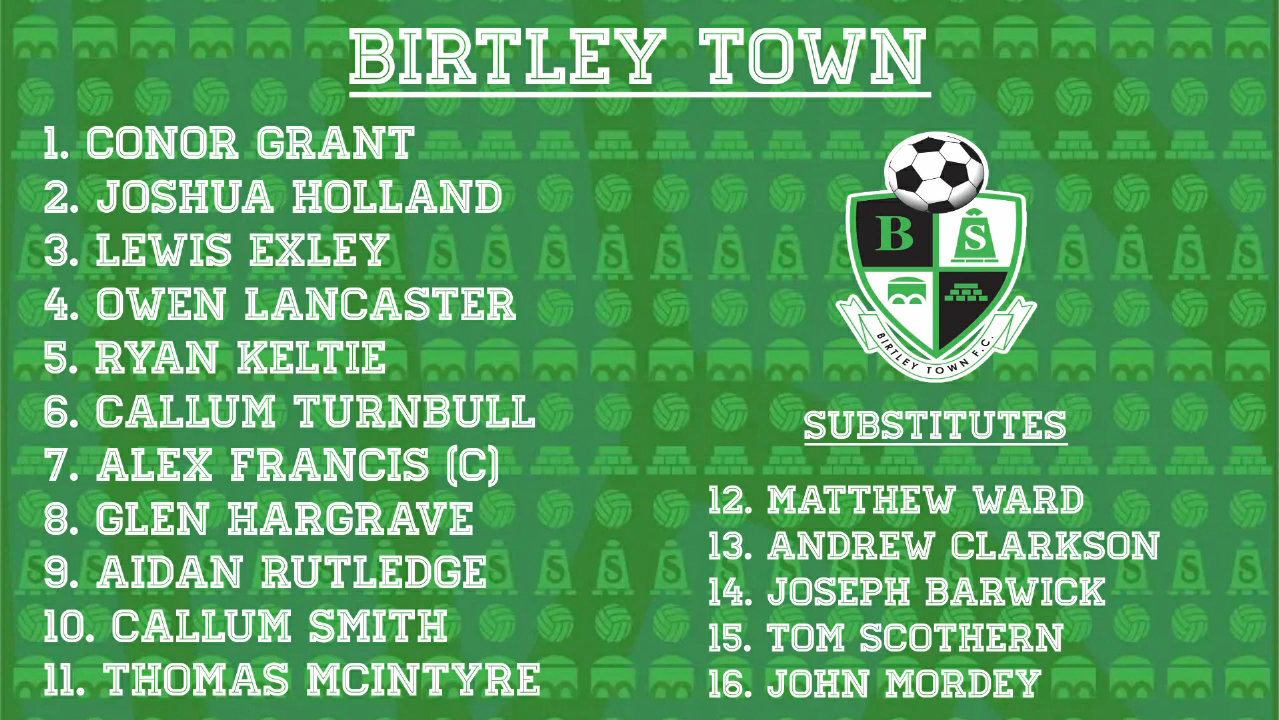 BIRTLEY TOWN
1. CONOR GRANT
2. JOSHUA HOLLAND
3. LEWIS EXLEY
4. OWEN LANCASTER
5. RYAN KELTIE
6. CALLUM TURNBULL
7. ALEX FRANCIS (C)
8. GLEN HARGRAVE
9. AIDAN RUTLEDGE
10. CALLUM SMITH
11. THOMAS MCINTYRE
B S
BIRTLEY TOWN F.C.
SUBSTITUTES
12. MATTHEW WARD
13. ANDREW CLARKSON
14. JOSEPH BARWICK
15. TOM SCOTHERN
16. JOHN MORDEY